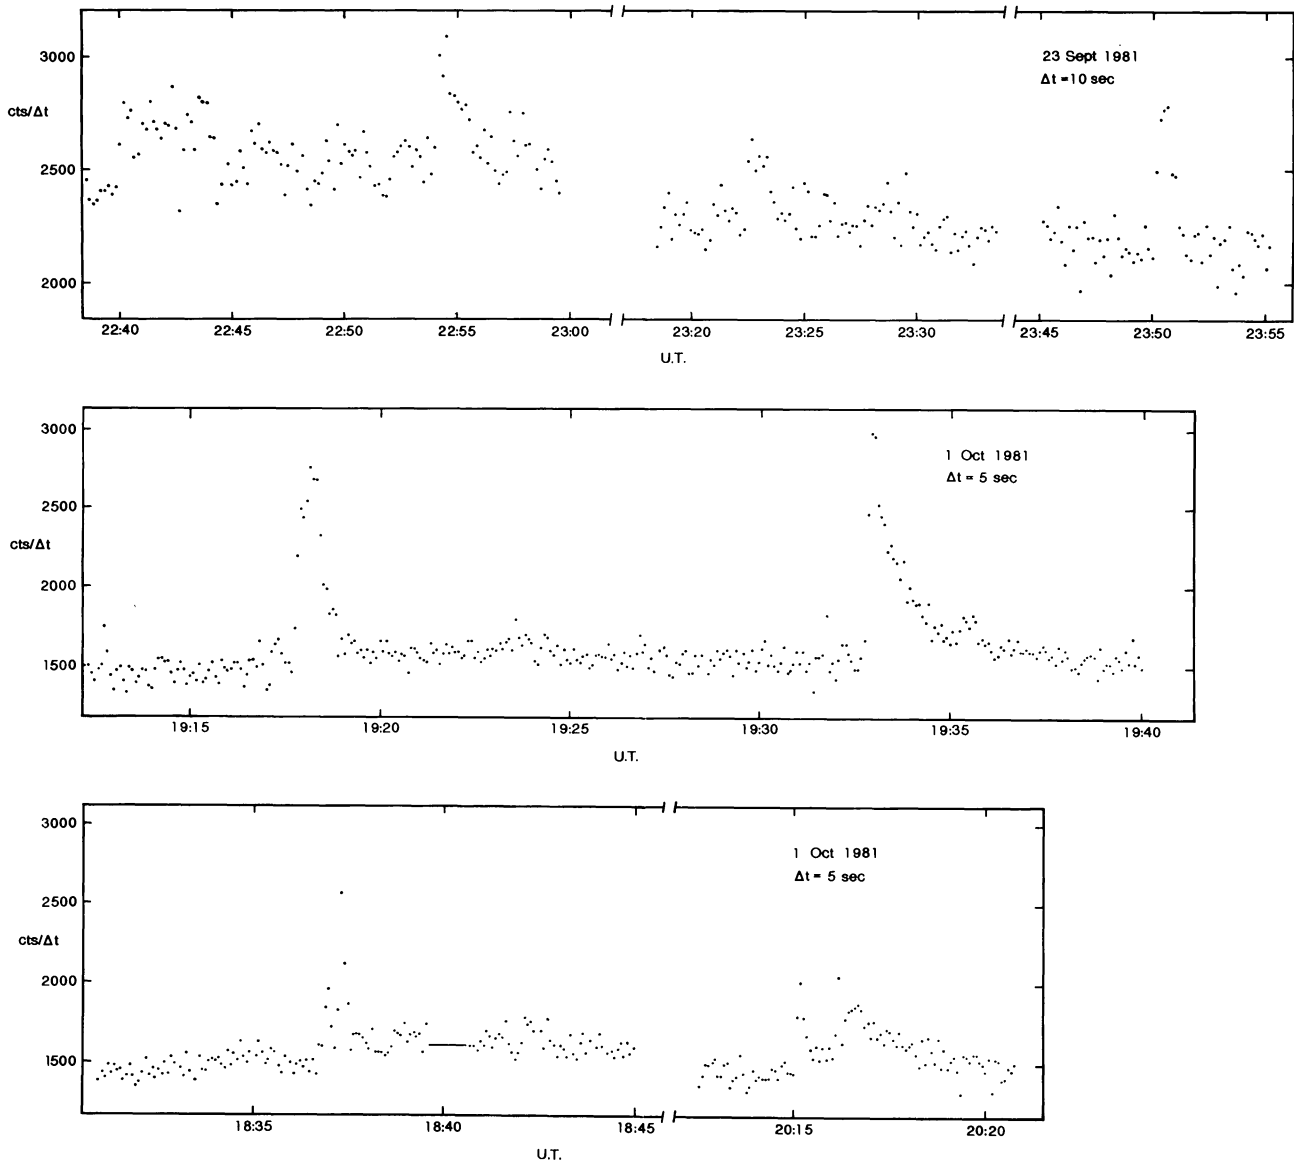 3000
23 Sept 1981
Δt = 10 sec
cts/Δt
2500
2000
22:40 22:45 22:50 22:55 23:00 23:20 23:25 23:30 23:45 23:50 23:55
U.T.
3000
1 Oct 1981
Δt = 5 sec
2500
cts/Δt
2000
1500
19:15 19:20 19:25 19:30 19:35 19:40
U.T.
3000
1 Oct 1981
Δt = 5 sec
2500
cts/Δt
2000
1500
18:35 18:40 18:45 20:15 20:20
U.T.